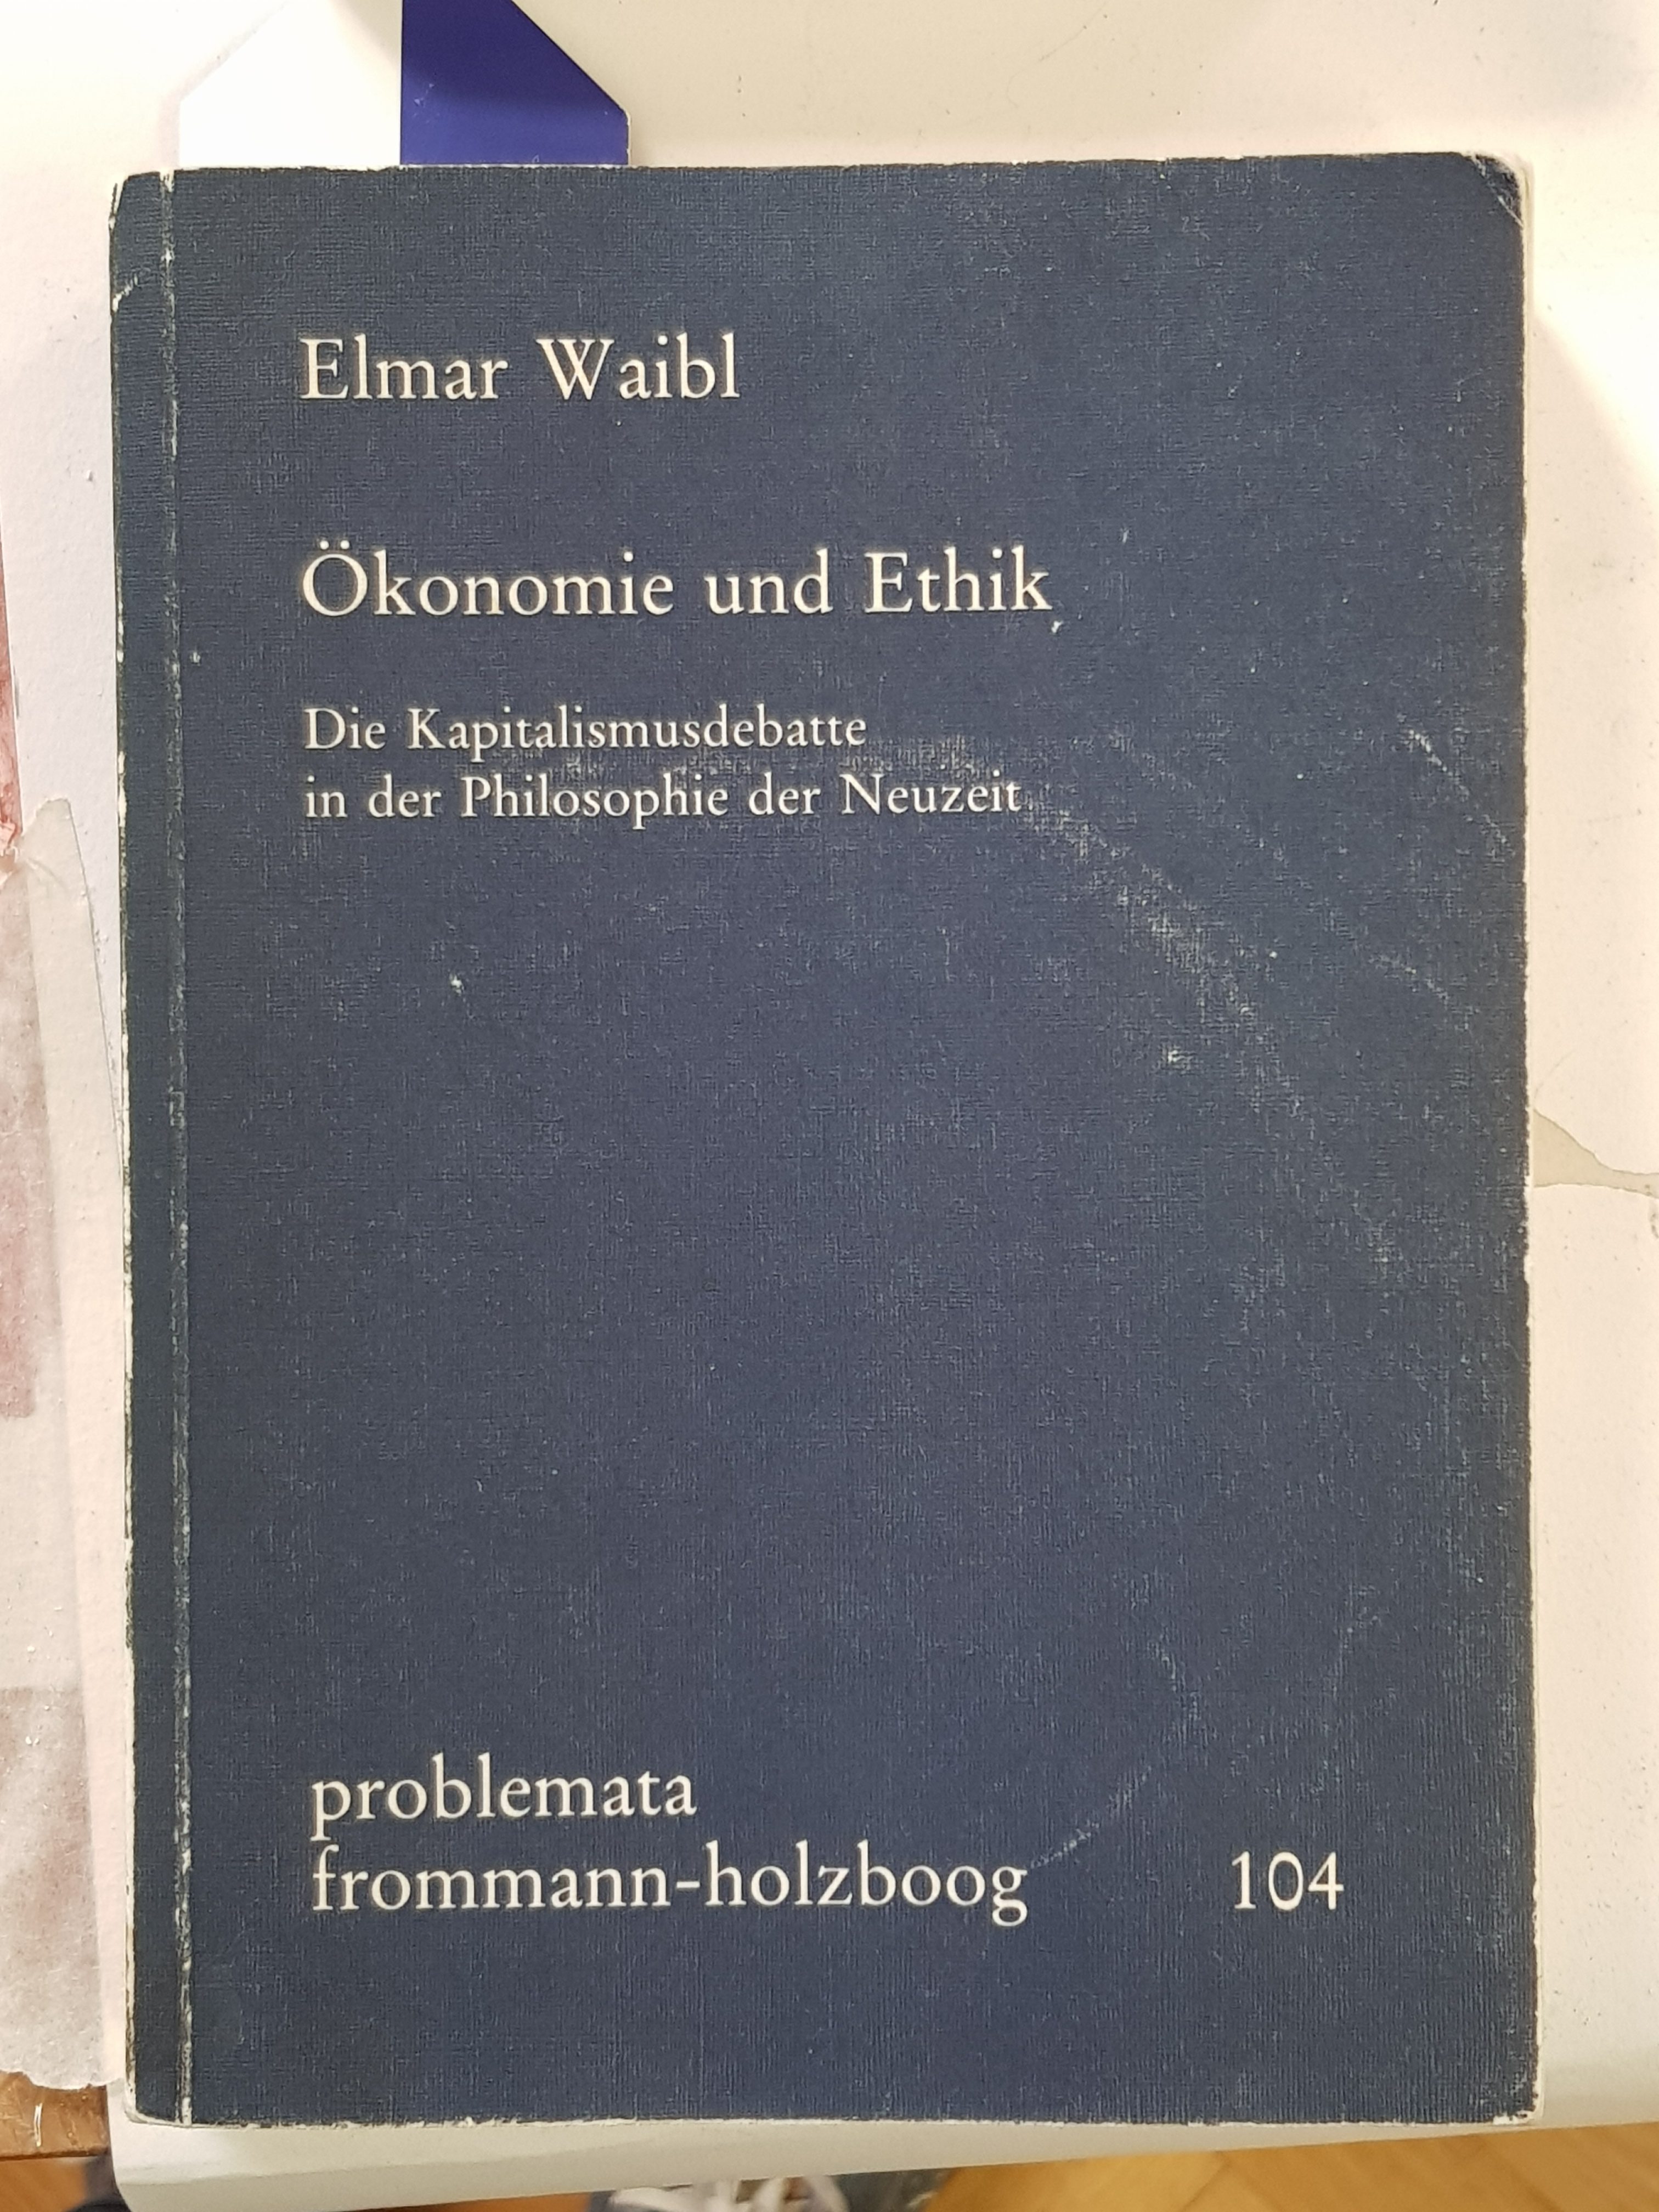 Elmar Waibl
Ökonomie und Ethik
Die Kapitalismusdebatte
in der Philosophie der Neuzeit
problemata
frommann-holzboog 104